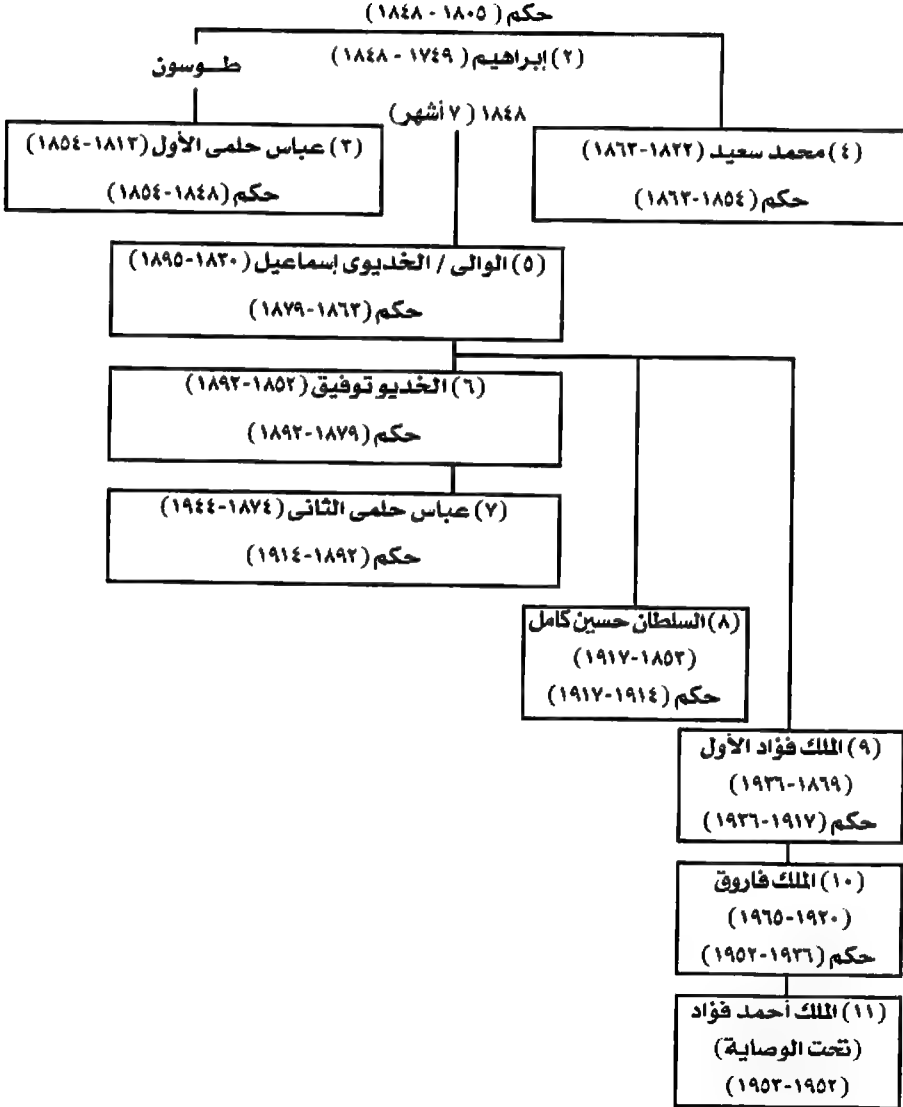 حكم (١٨٠٥ - ١٨٤٨)
(٢) إبراهيم (١٧٤٩ - ١٨٤٨)
طـوسون
١٨٤٨ (٧ أشهر)
(٣) عباس حلمى الأول (١٨١٣-١٨٥٤)
حكم (١٨٤٨-١٨٥٤)
(٤) محمد سعيد (١٨٢٢-١٨٦٣)
حكم (١٨٥٤-١٨٦٣)
(٥) الوالى / الخديوى إسماعيل (١٨٣٠-١٨٩٥)
حكم (١٨٦٣-١٨٧٩)
(٦) الخديو توفيق (١٨٥٢-١٨٩٢)
حكم (١٨٧٩-١٨٩٢)
(٧) عباس حلمى الثانى (١٨٧٤-١٩٤٤)
حكم (١٨٩٢-١٩١٤)
(٨) السلطان حسين كامل
(١٨٥٣-١٩١٧)
حكم (١٩١٤-١٩١٧)
(٩) الملك فؤاد الأول
(١٨٦٩-١٩٣٦)
حكم (١٩١٧-١٩٣٦)
(١٠) الملك فاروق
(١٩٢٠-١٩٦٥)
حكم (١٩٣٦-١٩٥٢)
(١١) الملك أحمد فؤاد
(تحت الوصاية)
(١٩٥٢-١٩٥٣)